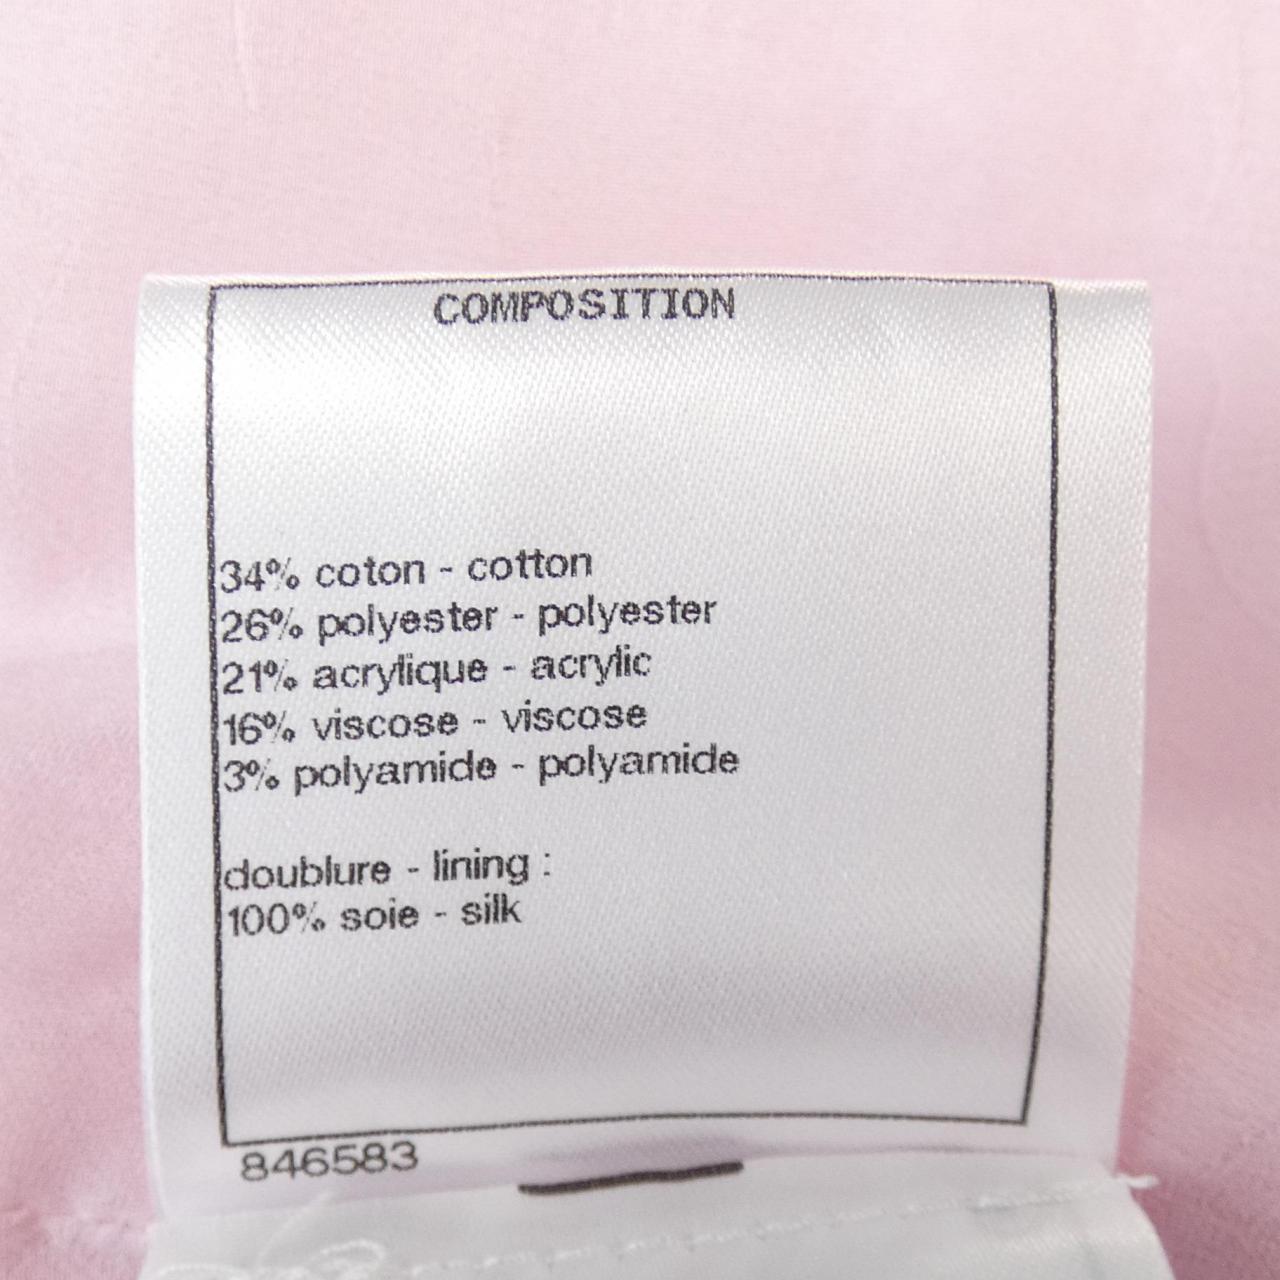 COMPOSITION
34% coton - cotton
26% polyester - polyester
21% acrylique - acrylic
16% viscose - viscose
3% polyamide - polyamide
doublure - lining :
100% soie - silk
846583